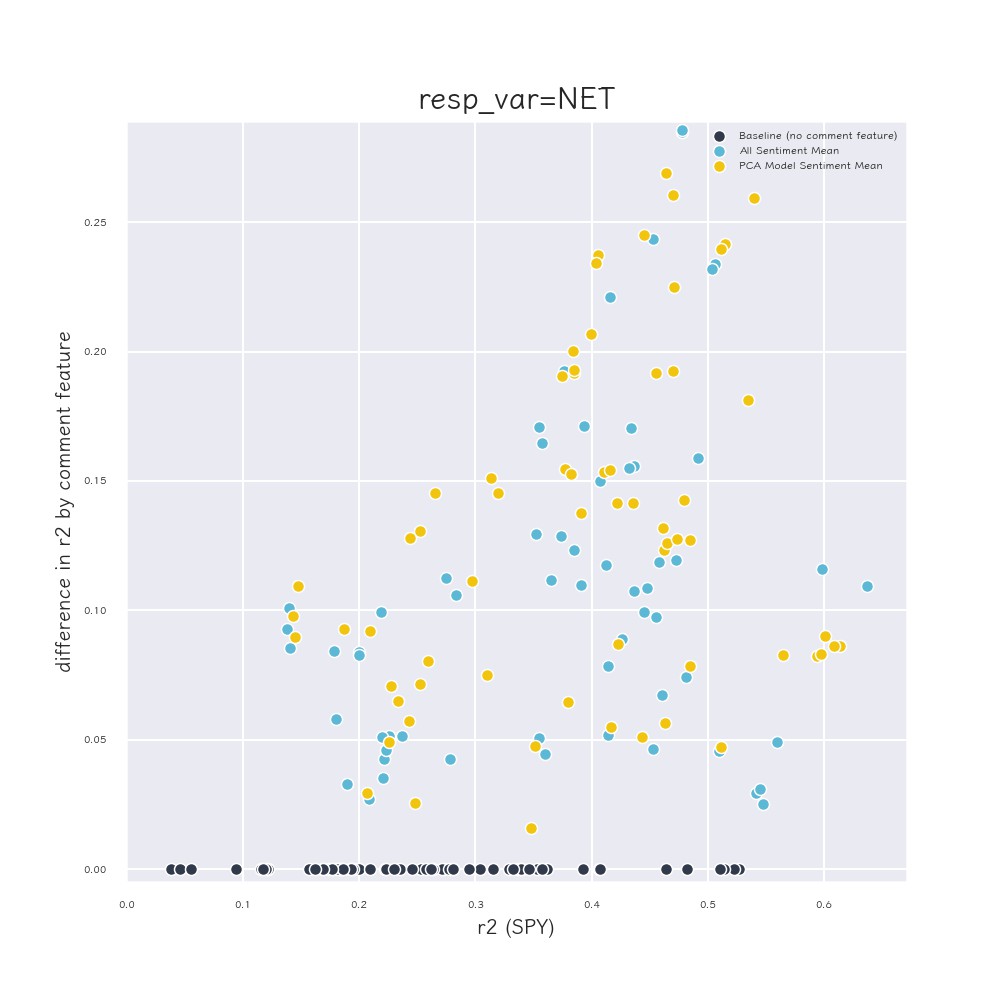 resp_var=NET
Baseline (no comment feature)
All Sentiment Mean
PCA Model Sentiment Mean
difference in r2 by comment feature
0.25
0.20
0.15
0.10
0.05
0.00
0.0 0.1 0.2 0.3 0.4 0.5 0.6
r2 (SPY)